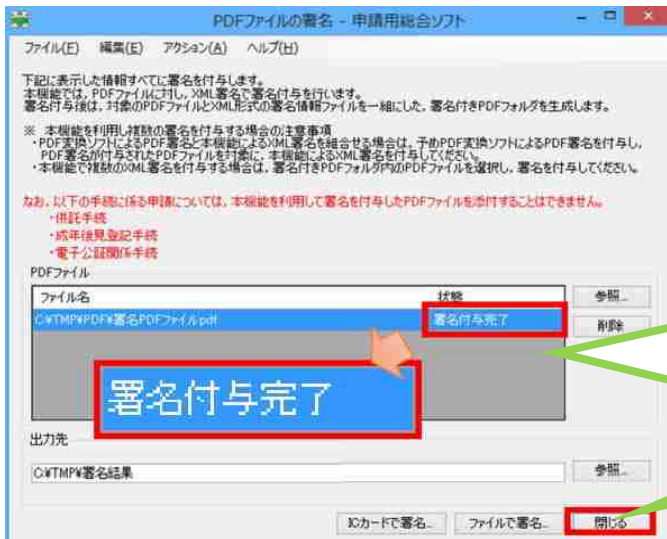 PDFファイルの署名 - 申請用総合ソフト
ファイル(F) 編集(E) アクション(A) ヘルプ(H)
下記に表示した情報すべてに署名を付与します。
本機能では、PDFファイルに対し、XML署名で署名付与を行います。
署名付与後は、対象のPDFファイルとXML形式の署名情報ファイルを一組にした、署名付きPDFフォルダを生成します。
※ 本機能を利用し複数の署名を付与する場合の注意事項
・PDF変換ソフトによるPDF署名と本機能によるXML署名を組合せる場合は、予めPDF変換ソフトによるPDF署名を付与し、
PDF署名が付与されたPDFファイルを対象に、本機能によるXML署名を付与してください。
・本機能で複数のXML署名を付与する場合は、署名付きPDFフォルダ内のPDFファイルを選択し、署名を付与してください。
なお、以下の手続に係る申請については、本機能を利用して署名を付与したPDFファイルを添付することはできません。
・供託手続
・成年後見登記手続
・電子公証関係手続
PDFファイル
ファイル名 状態 参照...
C:¥TMP¥PDF¥署名PDFファイル.pdf 署名付与完了 削除
署名付与完了
出力先
C:¥TMP¥署名結果 参照...
ICカードで署名... ファイルで署名... 閉じる